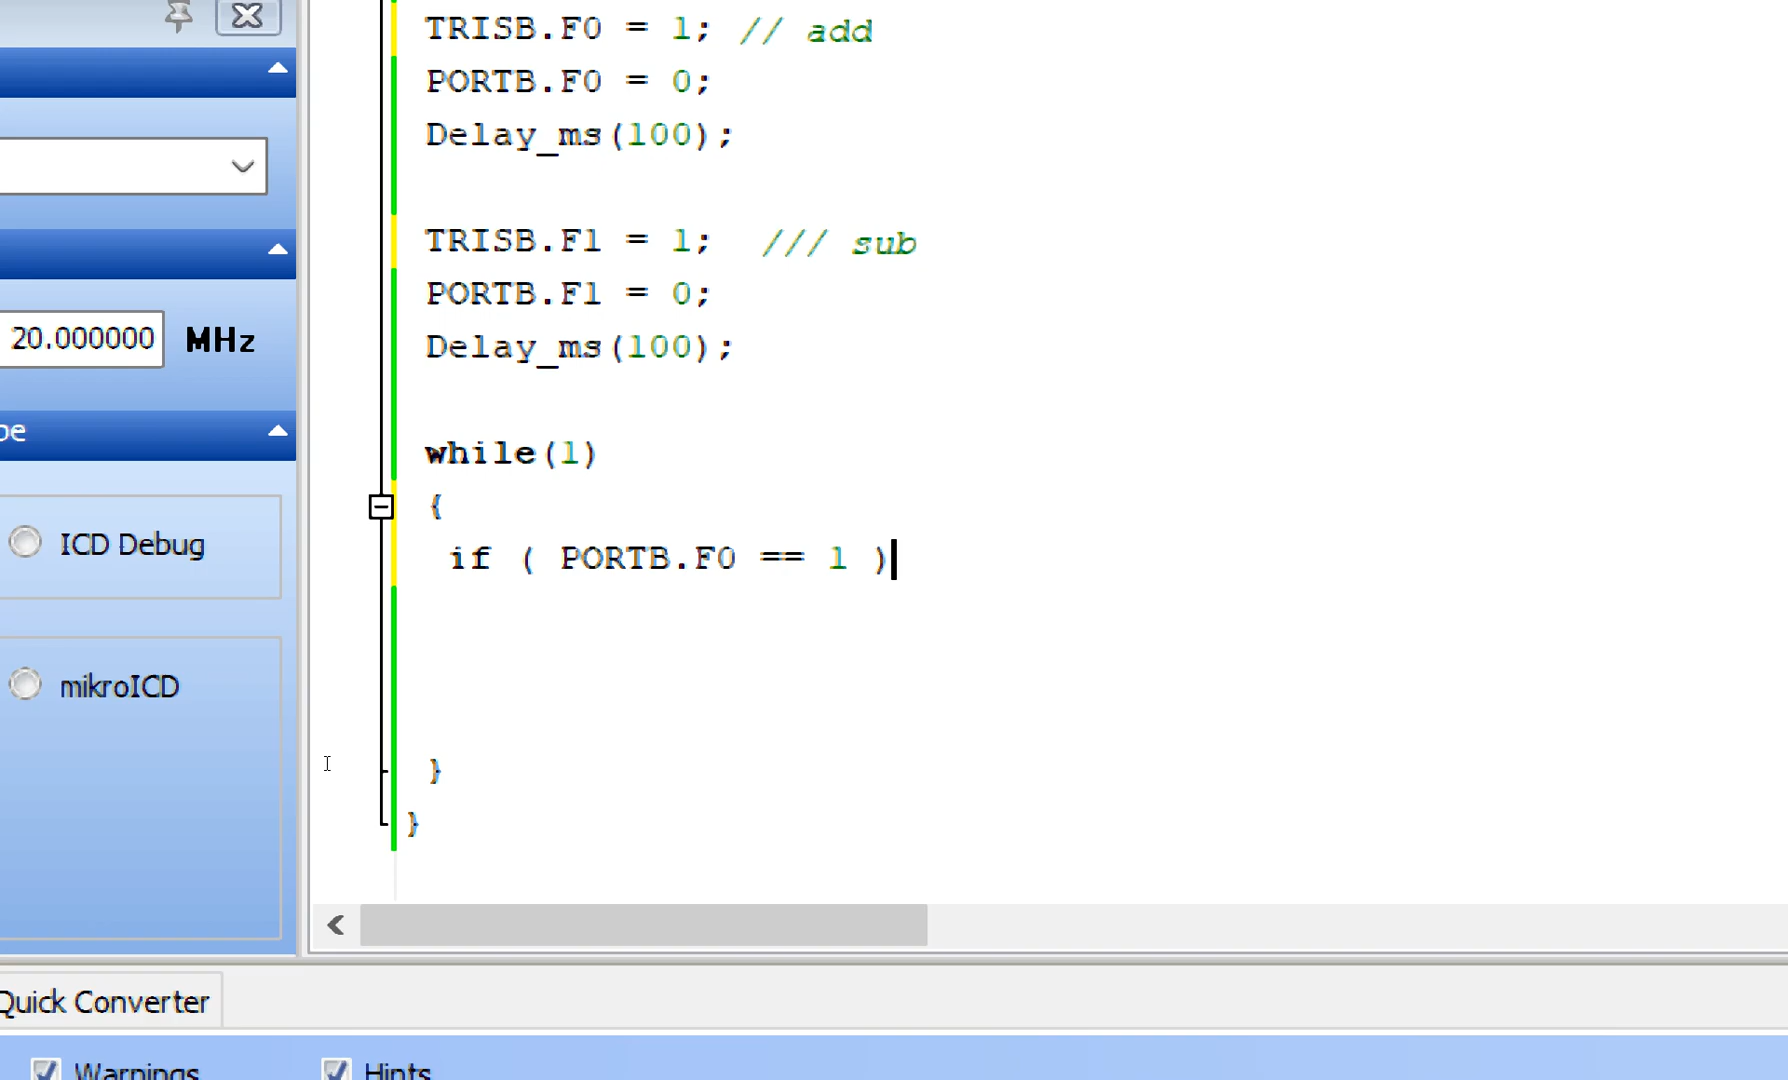 TRISB.F0 = 1; // add
PORTB.F0 = 0;
Delay_ms(100);
TRISB.F1 = 1; /// sub
PORTB.F1 = 0;
20.000000 MHz
Delay_ms(100);
while(1)
{
ICD Debug
if ( PORTB.F0 == 1 )
mikroICD
}
}
Quick Converter
Warnings Hints